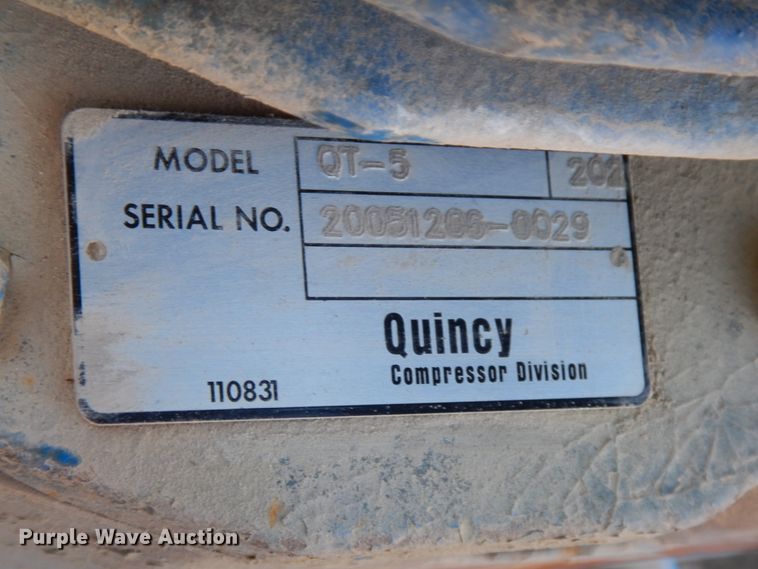 MODEL QT-5 202
SERIAL NO. 20051206-0029
Quincy
Compressor Division
110831
Purple Wave Auction